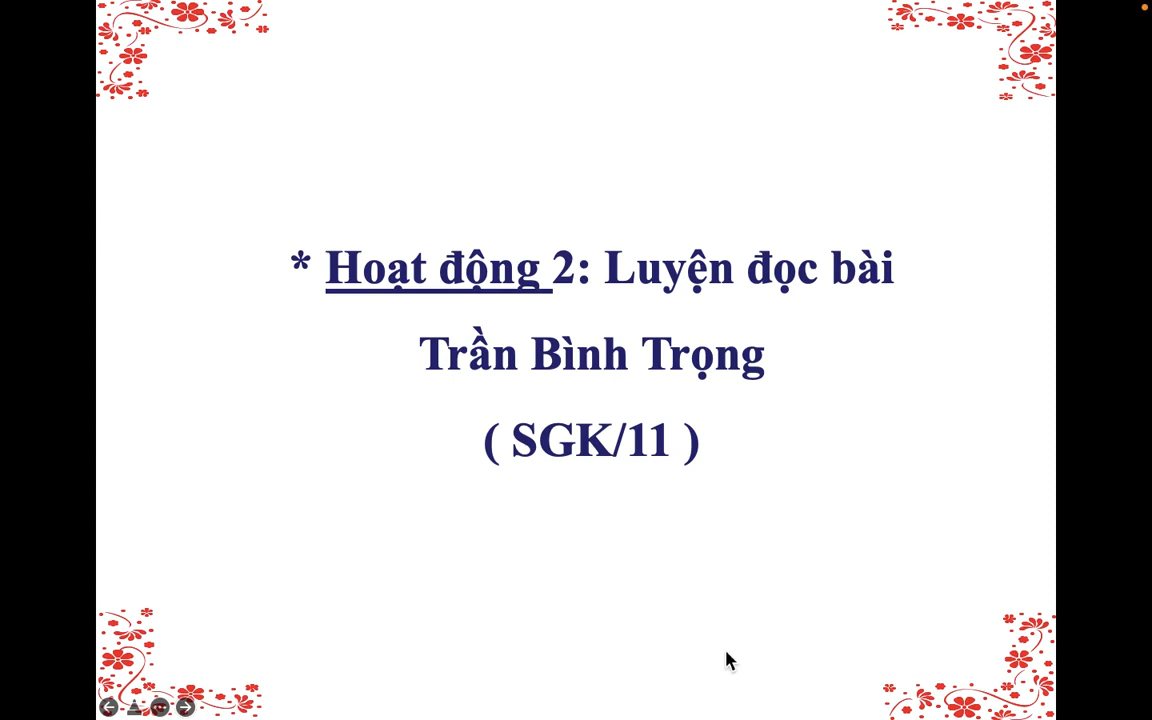 * Hoạt động 2: Luyện đọc bài
Trần Bình Trọng
( SGK/11 )